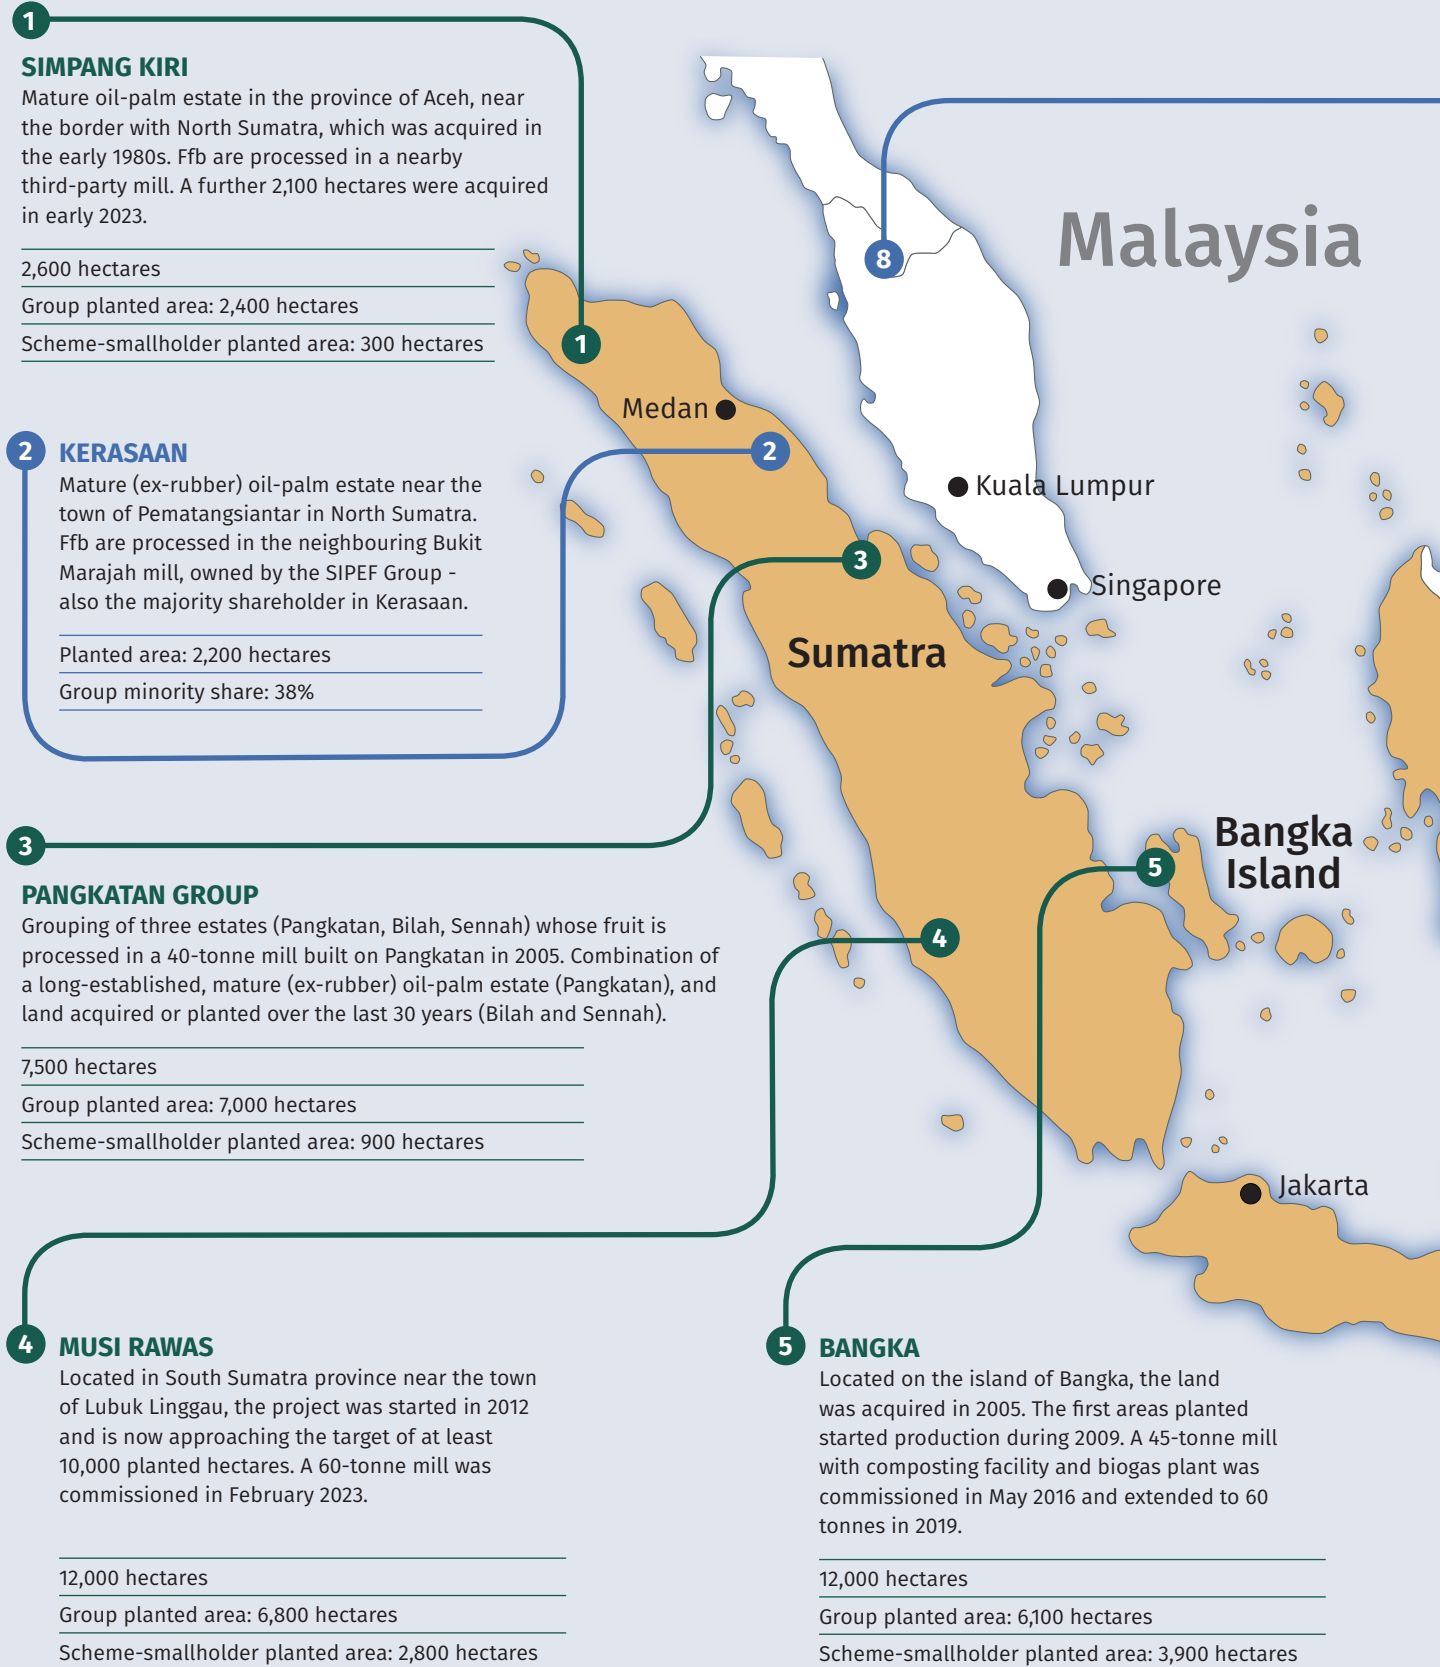 1
SIMPANG KIRI
Mature oil-palm estate in the province of Aceh, near
the border with North Sumatra, which was acquired in
the early 1980s. Ffb are processed in a nearby
third-party mill. A further 2,100 hectares were acquired
in early 2023.
2,600 hectares
Group planted area: 2,400 hectares
Scheme-smallholder planted area: 300 hectares
2
KERASAAN
Mature (ex-rubber) oil-palm estate near the
town of Pematangsiantar in North Sumatra.
Ffb are processed in the neighbouring Bukit
Marajah mill, owned by the SIPEF Group -
also the majority shareholder in Kerasaan.
Planted area: 2,200 hectares
Group minority share: 38%
3
PANGKATAN GROUP
Grouping of three estates (Pangkatan, Bilah, Sennah) whose fruit is
processed in a 40-tonne mill built on Pangkatan in 2005. Combination of
a long-established, mature (ex-rubber) oil-palm estate (Pangkatan), and
land acquired or planted over the last 30 years (Bilah and Sennah).
7,500 hectares
Group planted area: 7,000 hectares
Scheme-smallholder planted area: 900 hectares
4
MUSI RAWAS
Located in South Sumatra province near the town
of Lubuk Linggau, the project was started in 2012
and is now approaching the target of at least
10,000 planted hectares. A 60-tonne mill was
commissioned in February 2023.
12,000 hectares
Group planted area: 6,800 hectares
Scheme-smallholder planted area: 2,800 hectares
5
BANGKA
Located on the island of Bangka, the land
was acquired in 2005. The first areas planted
started production during 2009. A 45-tonne mill
with composting facility and biogas plant was
commissioned in May 2016 and extended to 60
tonnes in 2019.
12,000 hectares
Group planted area: 6,100 hectares
Scheme-smallholder planted area: 3,900 hectares
Malaysia
8
1
Medan
2
Kuala Lumpur
3
Singapore
Sumatra
Bangka
Island
5
4
Jakarta